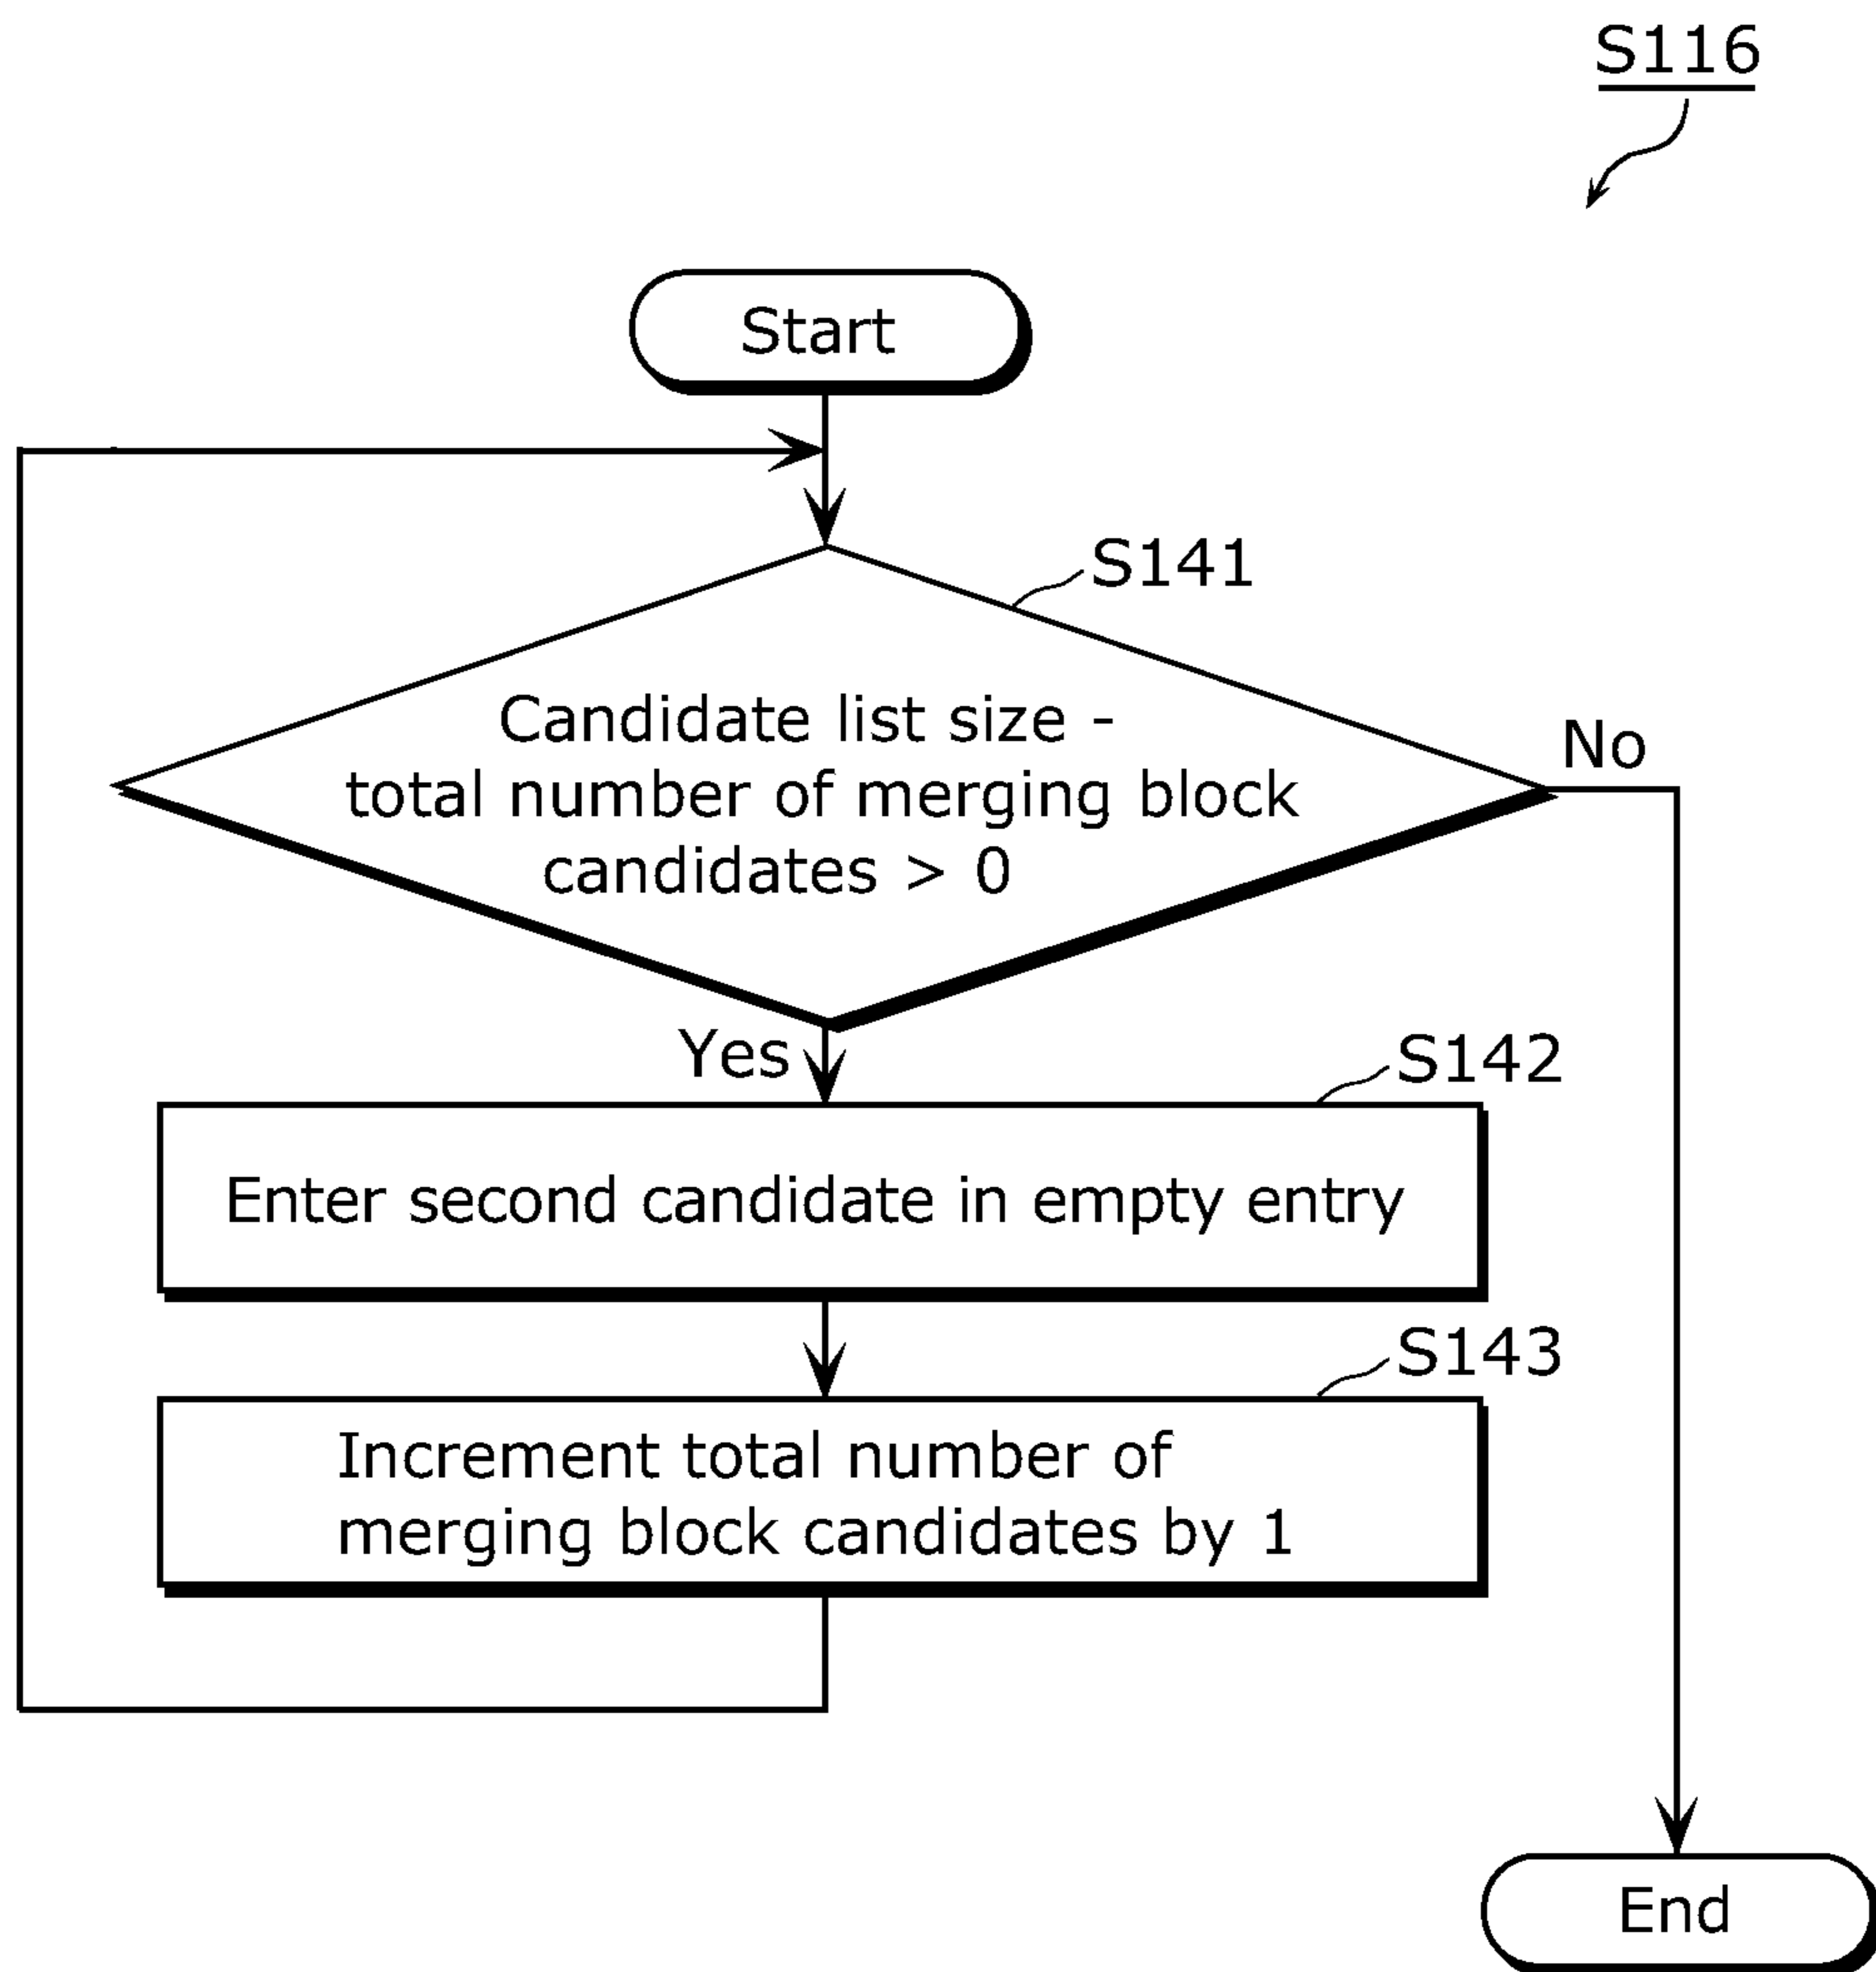 S116
Start
S141
Candidate list size -
total number of merging block
candidates > 0
No
Yes
S142
Enter second candidate in empty entry
S143
Increment total number of
merging block candidates by 1
End